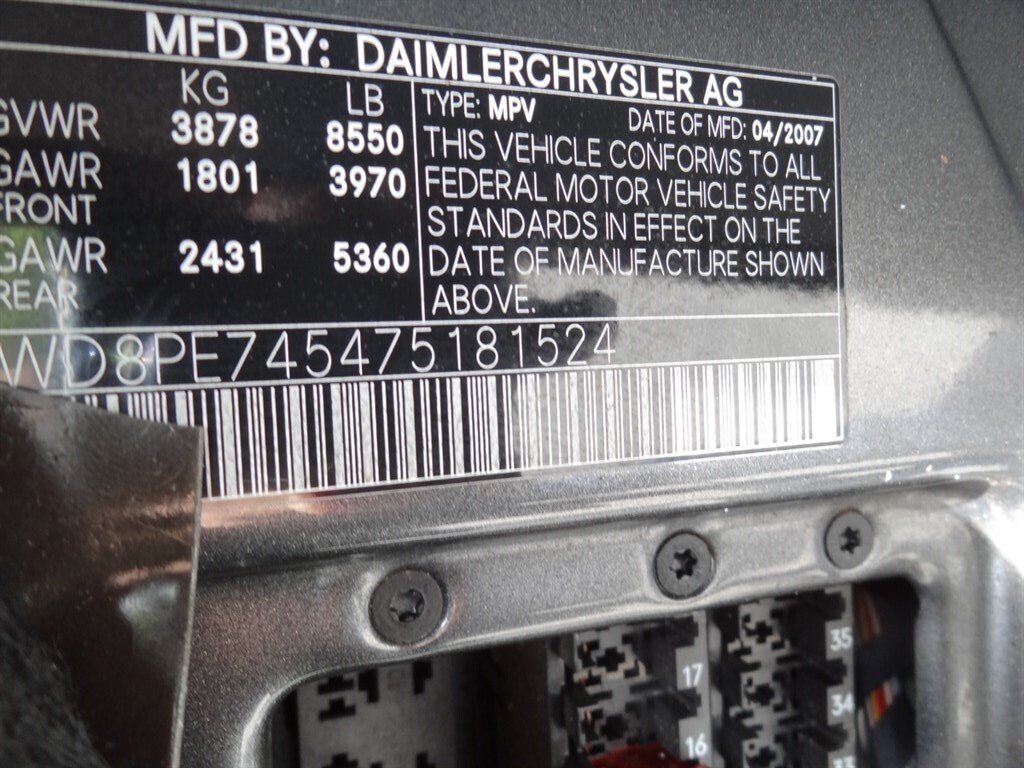 MFD BY: DAIMLERCHRYSLER AG
KG LB
GVWR 3878 8550
GAWR 1801 3970
FRONT
GAWR 2431 5360
REAR
TYPE: MPV DATE OF MFD: 04/2007
THIS VEHICLE CONFORMS TO ALL
FEDERAL MOTOR VEHICLE SAFETY
STANDARDS IN EFFECT ON THE
DATE OF MANUFACTURE SHOWN
ABOVE.
WD8PE745475181524
17
16
35
34
33